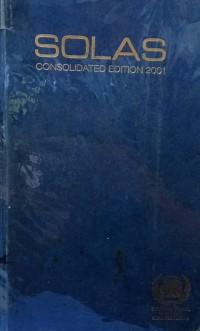 SOLAS
CONSOLIDATED EDITION 2001